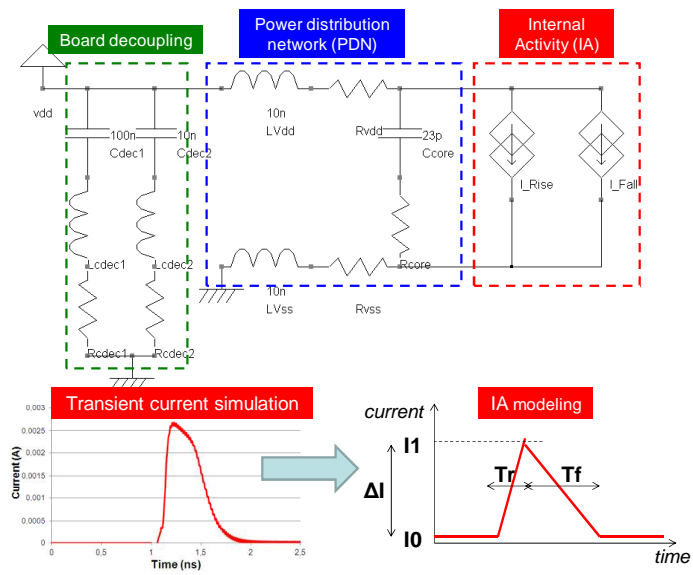 Board decoupling
Power distribution
network (PDN)
Internal
Activity (IA)
vdd
100n
Cdec1
10n
Cdec2
Lcdec1
Lcdec2
Rcdec1
Rcdec2
10n
LVdd
Rvdd
23p
Ccore
Rcore
10n
LVss
Rvss
I_Rise
I_Fall
Transient current simulation
0,003
0,0025
0,002
0,0015
0,001
0,0005
0
Current (A)
0,0
0,5
1,0
1,5
2,0
2,5
Time (ns)
IA modeling
current
I1
ΔI
I0
Tr
Tf
time